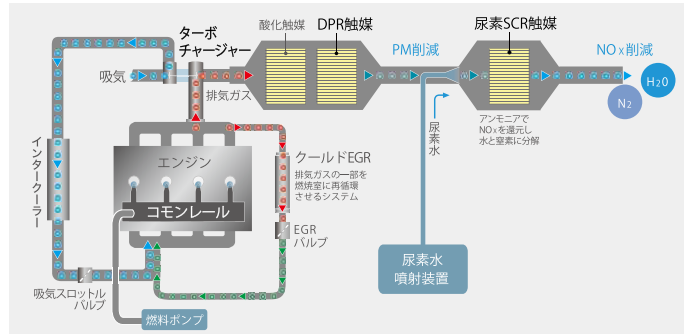 ターボ
チャージャー
酸化触媒
DPR触媒
尿素SCR触媒
吸気
排気ガス
PM削減
NOx削減
H2O
N2
尿素水
アンモニアで
NOxを還元し
水と窒素に分解
インタークーラー
エンジン
コモンレール
クールドEGR
排気ガスの一部を
燃焼室に再循環
させるシステム
EGR
バルブ
尿素水
噴射装置
吸気スロットル
バルブ
燃料ポンプ